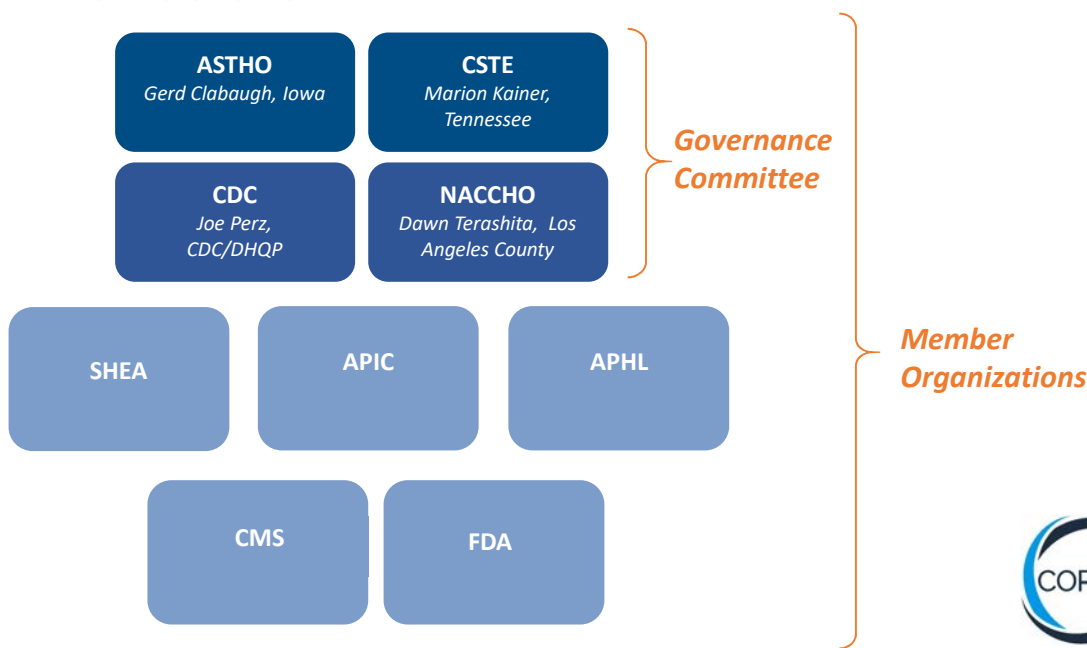 ASTHO
Gerd Clabaugh, Iowa
CSTE
Marion Kainer,
Tennessee
CDC
Joe Perz,
CDC/DHQP
NACCHO
Dawn Terashita, Los
Angeles County
Governance
Committee
SHEA
APIC
APHL
Member
Organizations
CMS
FDA